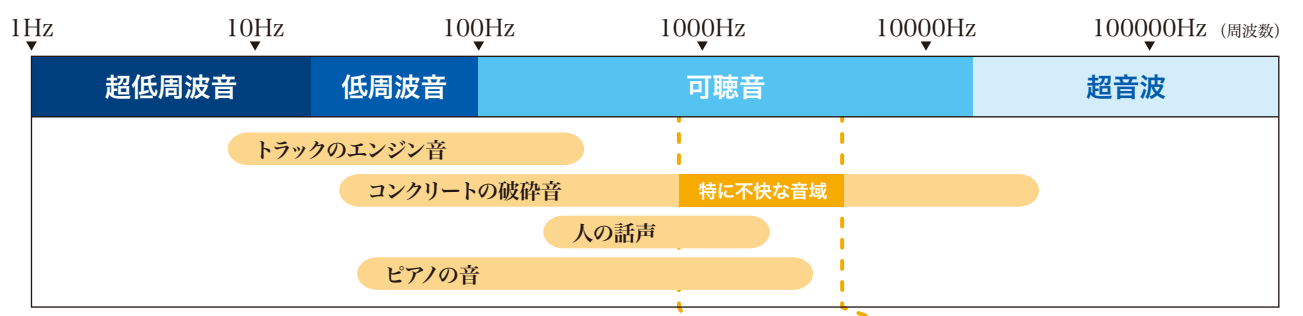 1Hz 10Hz 100Hz 1000Hz 10000Hz 100000Hz (周波数)
超低周波音 低周波音 可聴音 超音波
トラックのエンジン音
コンクリートの破砕音 特に不快な音域
人の話声
ピアノの音